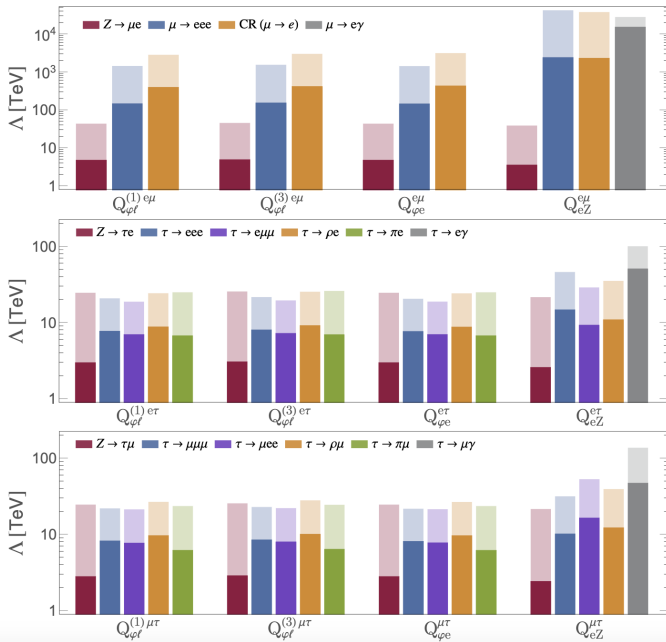 Z → μe μ → eee CR (μ → e) μ → eγ
Λ [TeV]
10⁴
10³
100
10
1
Q_{φℓ}^{(1) eμ} Q_{φℓ}^{(3) eμ} Q_{φe}^{eμ} Q_{eZ}^{eμ}
Z → τe τ → eee τ → eμμ τ → ρe τ → πe τ → eγ
Λ [TeV]
100
10
1
Q_{φℓ}^{(1) eτ} Q_{φℓ}^{(3) eτ} Q_{φe}^{eτ} Q_{eZ}^{eτ}
Z → τμ τ → μμμ τ → μee τ → ρμ τ → πμ τ → μγ
Λ [TeV]
100
10
1
Q_{φℓ}^{(1) μτ} Q_{φℓ}^{(3) μτ} Q_{φe}^{μτ} Q_{eZ}^{μτ}